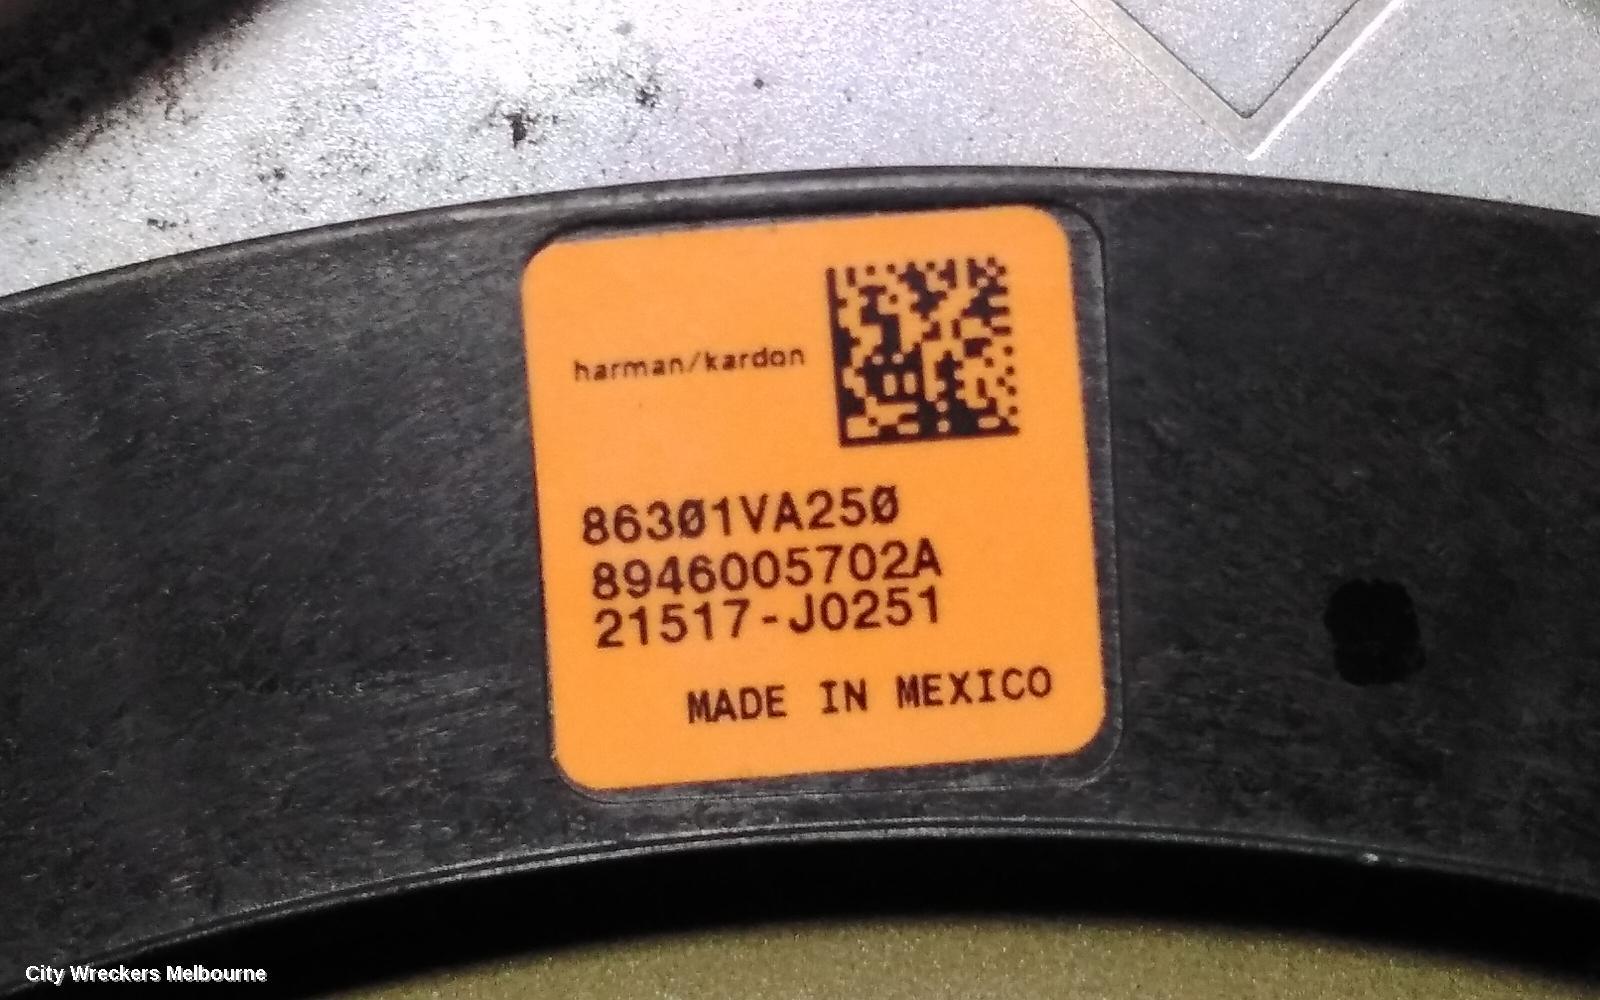 harman/kardon
86301VA250
8946005702A
21517-J0251
MADE IN MEXICO
City Wreckers Melbourne